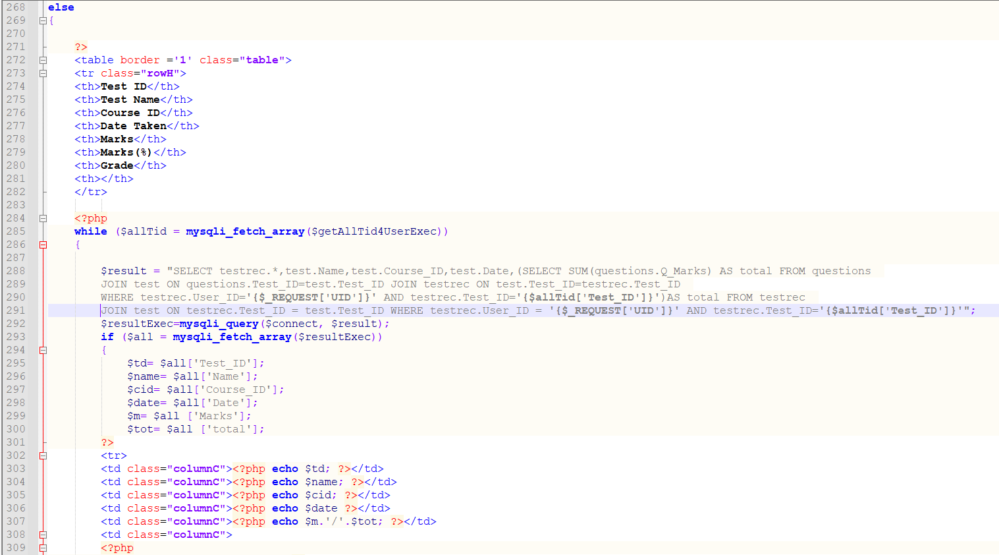 268 else
269 {
270
271 ?>
272 <table border ='1' class="table">
273 <tr class="rowH">
274 <th>Test ID</th>
275 <th>Test Name</th>
276 <th>Course ID</th>
277 <th>Date Taken</th>
278 <th>Marks</th>
279 <th>Marks(%)</th>
280 <th>Grade</th>
281 <th></th>
282 </tr>
283
284 <?php
285 while ($allTid = mysqli_fetch_array($getAllTid4UserExec))
286 {
287
288 $result = "SELECT testrec.*,test.Name,test.Course_ID,test.Date,(SELECT SUM(questions.Q_Marks) AS total FROM questions
289 JOIN test ON questions.Test_ID=test.Test_ID JOIN testrec ON test.Test_ID=testrec.Test_ID
290 WHERE testrec.User_ID='{$_REQUEST['UID']}' AND testrec.Test_ID='{$allTid['Test_ID']}')AS total FROM testrec
291 JOIN test ON testrec.Test_ID = test.Test_ID WHERE testrec.User_ID = '{$_REQUEST['UID']}' AND testrec.Test_ID='{$allTid['Test_ID']}'";
292 $resultExec=mysqli_query($connect, $result);
293 if ($all = mysqli_fetch_array($resultExec))
294 {
295 $td= $all['Test_ID'];
296 $name= $all['Name'];
297 $cid= $all['Course_ID'];
298 $date= $all['Date'];
299 $m= $all ['Marks'];
300 $tot= $all ['total'];
301 ?>
302 <tr>
303 <td class="columnC"><?php echo $td; ?></td>
304 <td class="columnC"><?php echo $name; ?></td>
305 <td class="columnC"><?php echo $cid; ?></td>
306 <td class="columnC"><?php echo $date ?></td>
307 <td class="columnC"><?php echo $m.'/'.$tot; ?></td>
308 <td class="columnC">
309 <?php